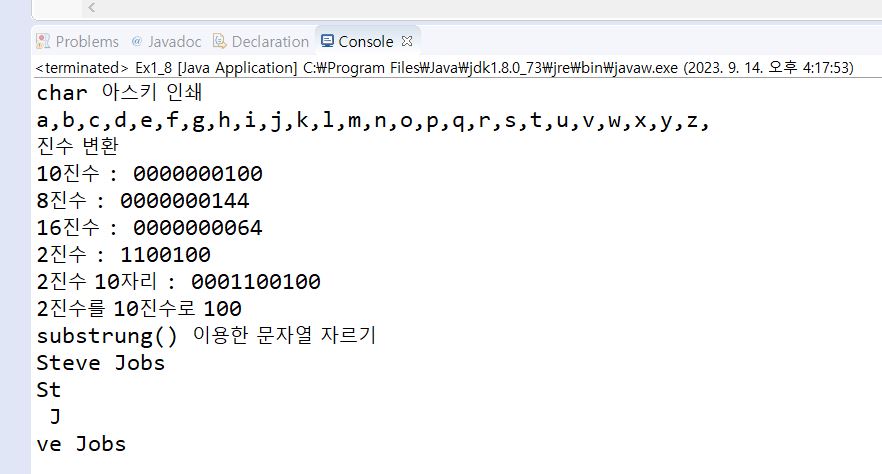 Problems @ Javadoc Declaration Console
<terminated> Ex1_8 [Java Application] C:₩Program Files₩Java₩jdk1.8.0_73₩jre₩bin₩javaw.exe (2023. 9. 14. 오후 4:17:53)
char 아스키 인쇄
a,b,c,d,e,f,g,h,i,j,k,l,m,n,o,p,q,r,s,t,u,v,w,x,y,z,
진수 변환
10진수 : 0000000100
8진수 : 0000000144
16진수 : 0000000064
2진수 : 1100100
2진수 10자리 : 0001100100
2진수를 10진수로 100
substrung() 이용한 문자열 자르기
Steve Jobs
St
 J
ve Jobs